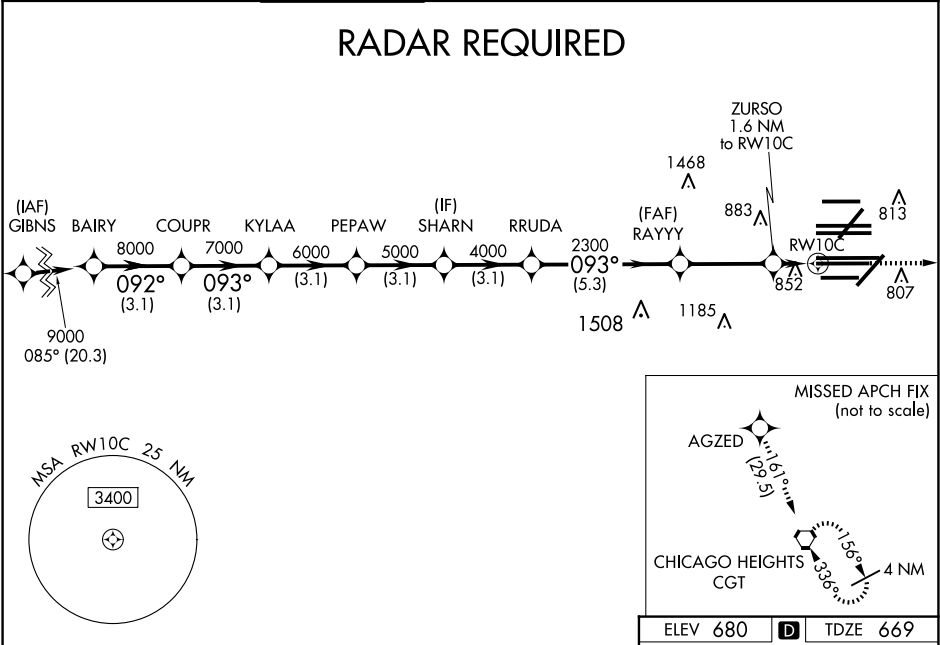 RADAR REQUIRED
ZURSO
1.6 NM
to RW10C
1468
883
813
(IAF)
GIBNS
BAIRY
COUPR
KYLAA
PEPAW
(IF)
SHARN
RRUDA
(FAF)
RAYYY
RW10C
8000
7000
6000
5000
4000
2300
092°
093°
093°
(3.1)
(3.1)
(3.1)
(3.1)
(3.1)
(5.3)
852
807
9000
085° (20.3)
1508
1185
MSA RW10C 25 NM
3400
MISSED APCH FIX
(not to scale)
AGZED
161°
(29.5)
CHICAGO HEIGHTS
CGT
156°
336°
4 NM
ELEV 680 D TDZE 669